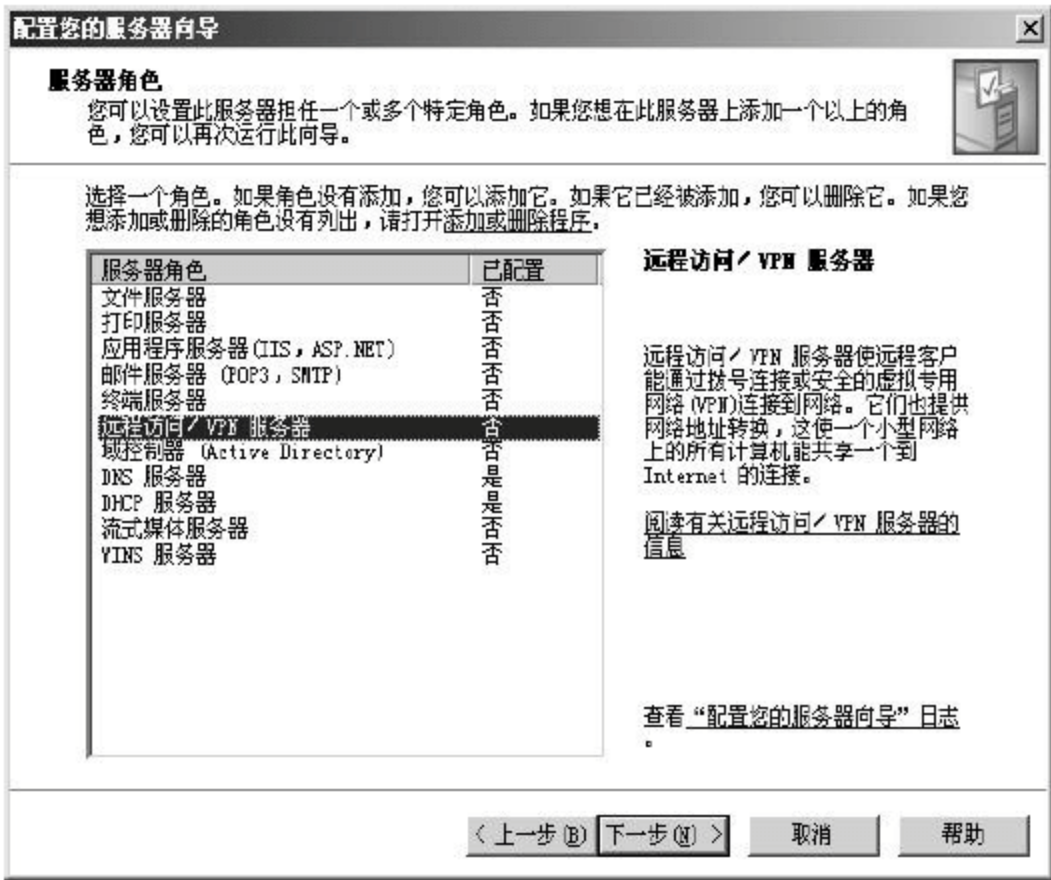 配置您的服务器向导
服务器角色
您可以设置此服务器担任一个或多个特定角色。如果您想在此服务器上添加一个以上的角
色，您可以再次运行此向导。
选择一个角色。如果角色没有添加，您可以添加它。如果它已经被添加，您可以删除它。如果您
想添加或删除的角色没有列出，请打开添加或删除程序。
服务器角色 已配置
文件服务器 否
打印服务器 否
应用程序服务器(IIS，ASP.NET) 否
邮件服务器 (POP3，SMTP) 否
终端服务器 否
远程访问/VPN 服务器 否
域控制器 (Active Directory) 否
DNS 服务器 是
DHCP 服务器 是
流式媒体服务器 否
WINS 服务器 否
远程访问/VPN 服务器
远程访问/VPN 服务器使远程客户
能通过拨号连接或安全的虚拟专用
网络(VPN)连接到网络。它们也提供
网络地址转换，这使一个小型网络
上的所有计算机能共享一个到
Internet 的连接。
阅读有关远程访问/VPN 服务器的
信息
查看“配置您的服务器向导”日志
。
< 上一步(B) 下一步(N) > 取消 帮助